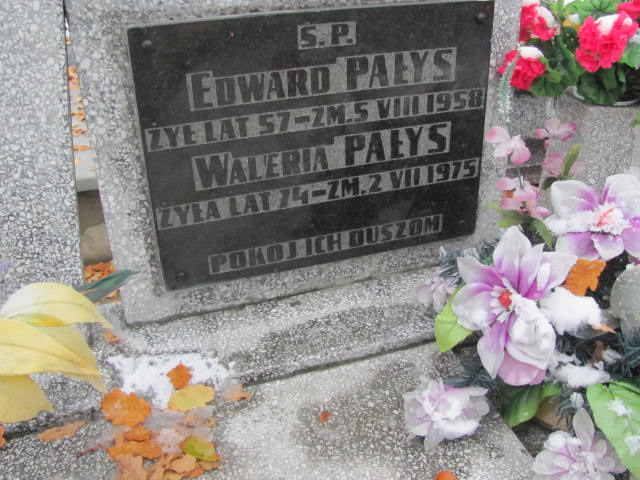 Ś.P.
EDWARD PAŁYS
ŻYŁ LAT 57-ZM. 5 VIII 1958
WALERIA PAŁYS
ŻYŁA LAT 74-ZM. 2 VII 1975
POKÓJ ICH DUSZOM